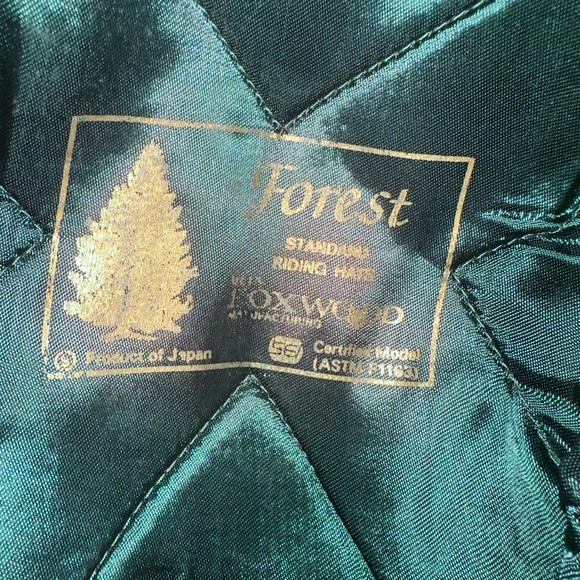 Forest
STANDARD
RIDING HATS
FOXWOOD
Product of Japan
Certified Model
(ASTM F1163)